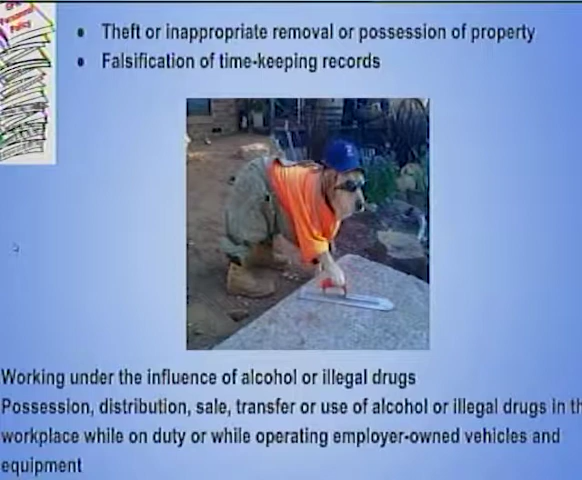 Personnel
Policy
Theft or inappropriate removal or possession of property
Falsification of time-keeping records
Working under the influence of alcohol or illegal drugs
Possession, distribution, sale, transfer or use of alcohol or illegal drugs in th
workplace while on duty or while operating employer-owned vehicles and
equipment